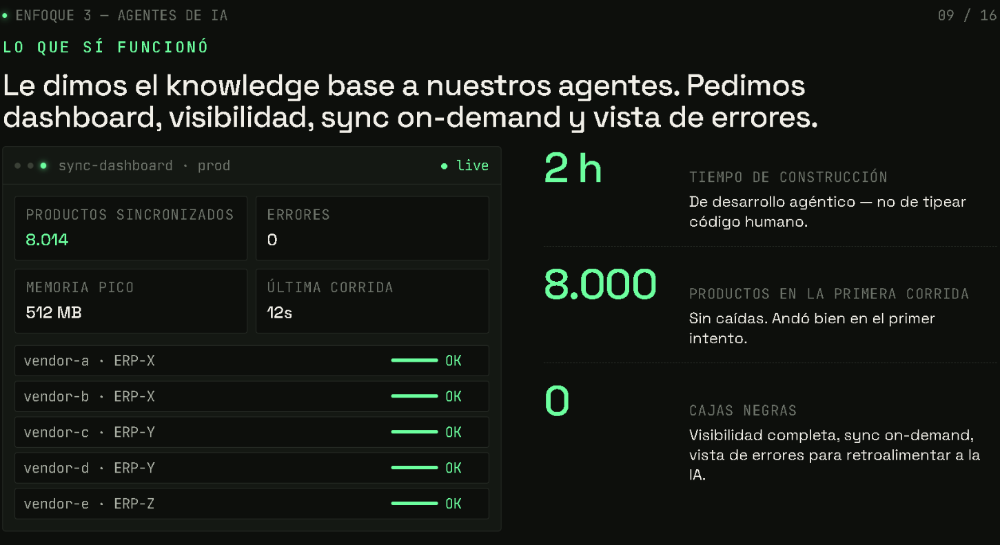 ENFOQUE 3 — AGENTES DE IA
09 / 16
LO QUE SÍ FUNCIONÓ
Le dimos el knowledge base a nuestros agentes. Pedimos
dashboard, visibilidad, sync on-demand y vista de errores.
sync-dashboard · prod
live
PRODUCTOS SINCRONIZADOS
8.014
ERRORES
0
MEMORIA PICO
512 MB
ÚLTIMA CORRIDA
12s
vendor-a · ERP-X OK
vendor-b · ERP-X OK
vendor-c · ERP-Y OK
vendor-d · ERP-Y OK
vendor-e · ERP-Z OK
2 h
TIEMPO DE CONSTRUCCIÓN
De desarrollo agéntico — no de tipear
código humano.
8.000
PRODUCTOS EN LA PRIMERA CORRIDA
Sin caídas. Andó bien en el primer
intento.
0
CAJAS NEGRAS
Visibilidad completa, sync on-demand,
vista de errores para retroalimentar a la
IA.